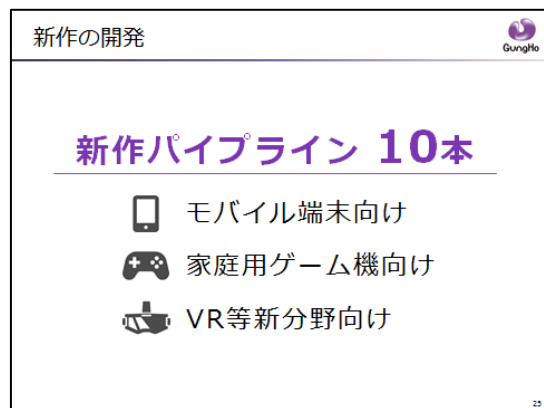 新作の開発
GungHo
新作パイプライン 10本
モバイル端末向け
家庭用ゲーム機向け
VR等新分野向け
25